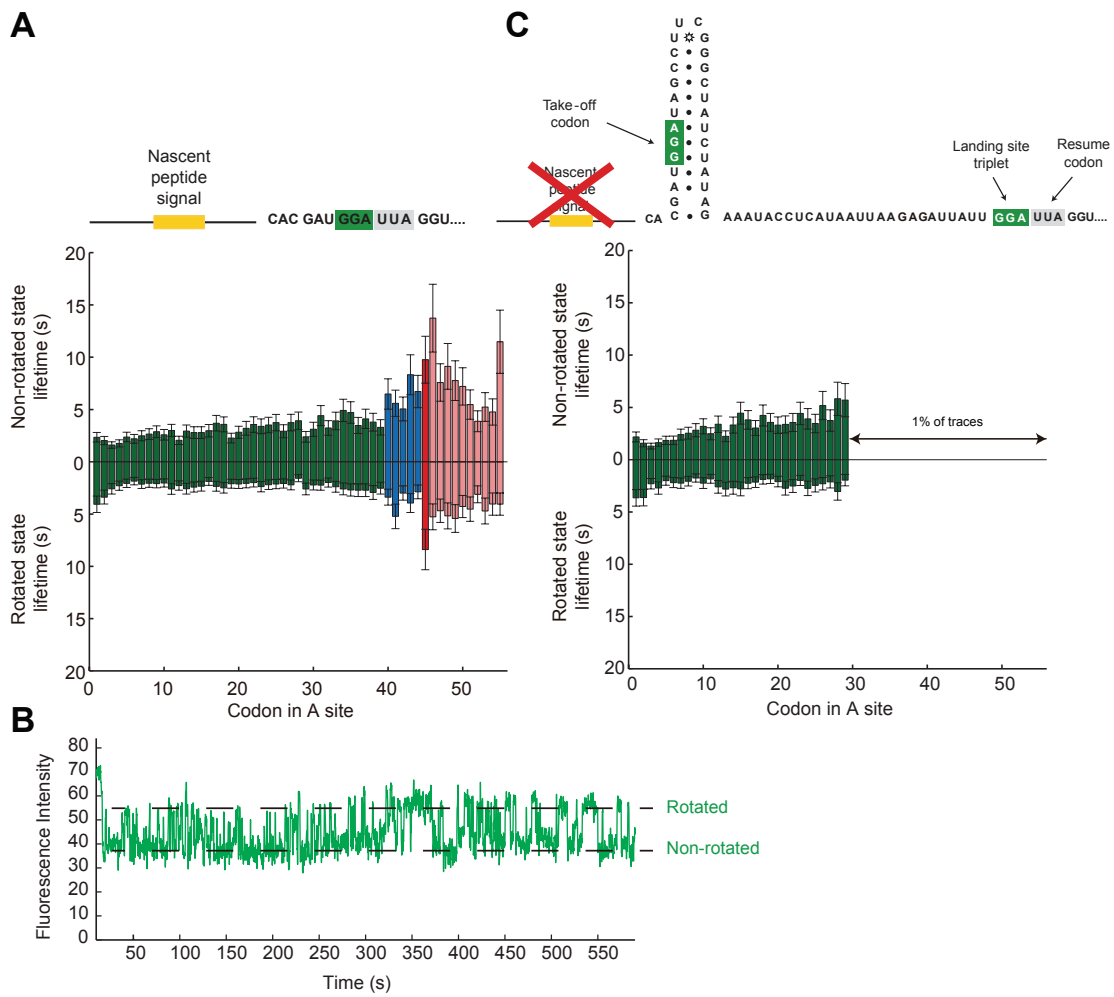 A
Nascent
peptide
signal
CAC GAU GGA UUA GGU....
20
15
10
5
0
5
10
15
20
Non-rotated state
lifetime (s)
Rotated state
lifetime (s)
0 10 20 30 40 50
Codon in A site
C
U C
U G
C • G
C • G
G • C
A • U
U • A
A • U
G • C
G • U
U • A
A • U
G • A
C • G
Take-off
codon
Nascent
peptide
signal
CA
AAAUACCUCAUAAUUAAGAGAUUAUU GGA UUA GGU....
Landing site
triplet
Resume
codon
20
15
10
5
0
5
10
15
20
Non-rotated state
lifetime (s)
Rotated state
lifetime (s)
1% of traces
0 10 20 30 40 50
Codon in A site
B
80
70
60
50
40
30
20
10
0
Fluorescence Intensity
Rotated
Non-rotated
50 100 150 200 250 300 350 400 450 500 550
Time (s)